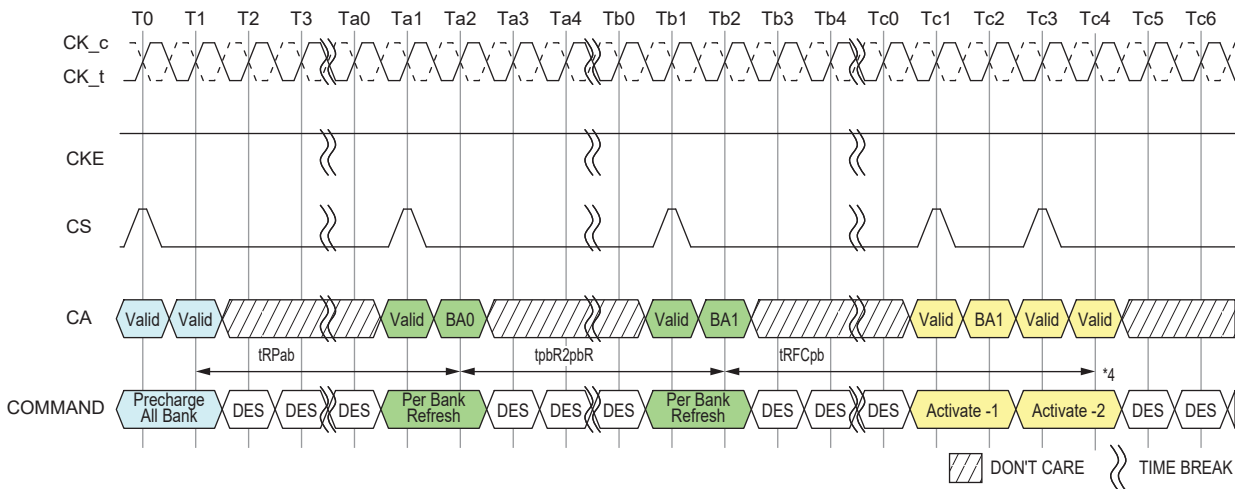 T0 T1 T2 T3 Ta0 Ta1 Ta2 Ta3 Ta4 Tb0 Tb1 Tb2 Tb3 Tb4 Tc0 Tc1 Tc2 Tc3 Tc4 Tc5 Tc6
CK_c
CK_t
CKE
CS
CA Valid Valid Valid BA0 Valid BA1 Valid BA1 Valid Valid
tRPab tpbR2pbR tRFCpb *4
COMMAND Precharge All Bank DES DES DES Per Bank Refresh DES DES DES Per Bank Refresh DES DES DES Activate -1 Activate -2 DES DES
DON'T CARE TIME BREAK